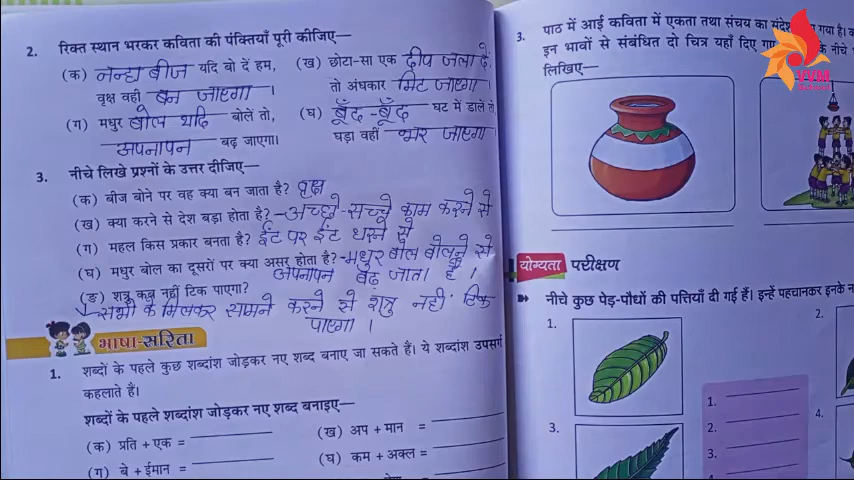 2. रिक्त स्थान भरकर कविता की पंक्तियाँ पूरी कीजिए—
(क) नन्हा बीज यदि बो दें हम, (ख) छोटा-सा एक दीप जला दें,
वृक्ष वही बन जाएगा । तो अंधकार मिट जाएगा ।
(ग) मधुर बोल यदि बोलें तो, (घ) बूँद-बूँद घट में डालें तो,
अपनापन बढ़ जाएगा। घड़ा वहीं भर जाएगा
3. नीचे लिखे प्रश्नों के उत्तर दीजिए—
(क) बीज बोने पर वह क्या बन जाता है? वृक्ष
(ख) क्या करने से देश बड़ा होता है? - अच्छे-सच्चे काम करने से
(ग) महल किस प्रकार बनता है? ईंट पर ईंट धरने से
(घ) मधुर बोल का दूसरों पर क्या असर होता है? - मधुर बोल बोलने से
अपनापन बढ़ जाता है ।
(ङ) शत्रु कब नहीं टिक पाएगा?
सभी के मिलकर सामने करने से शत्रु नहीं टिक
पाएगा ।
भाषा-सरिता
1. शब्दों के पहले कुछ शब्दांश जोड़कर नए शब्द बनाए जा सकते हैं। ये शब्दांश उपसर्ग
कहलाते हैं।
शब्दों के पहले शब्दांश जोड़कर नए शब्द बनाइए—
(क) प्रति + एक = (ख) अप + मान =
(ग) बे + ईमान = (घ) कम + अक्ल =
3. पाठ में आई कविता में एकता तथा संचय का संदेश गया है।
इन भावों से संबंधित दो चित्र यहाँ दिए गए के नीचे
लिखिए—
VVM
योग्यता परीक्षण
नीचे कुछ पेड़-पौधों की पत्तियाँ दी गई हैं। इन्हें पहचानकर इनके
1. 2.
1.
2.
3. 4.
3.